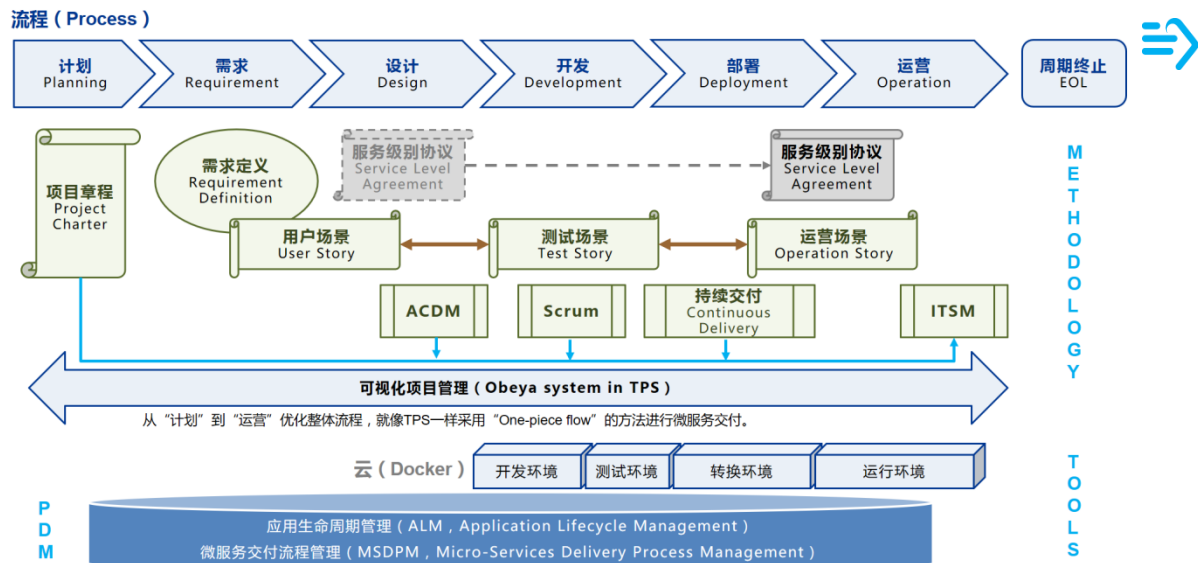 流程（Process）
计划
Planning
需求
Requirement
设计
Design
开发
Development
部署
Deployment
运营
Operation
周期终止
EOL
项目章程
Project
Charter
需求定义
Requirement
Definition
服务级别协议
Service Level
Agreement
服务级别协议
Service Level
Agreement
用户场景
User Story
测试场景
Test Story
运营场景
Operation Story
ACDM
Scrum
持续交付
Continuous
Delivery
ITSM
METHODOLOGY
可视化项目管理（Obeya system in TPS）
从“计划”到“运营”优化整体流程，就像TPS一样采用“One-piece flow”的方法进行微服务交付。
云（Docker）
开发环境
测试环境
转换环境
运行环境
TOOLS
PDM
应用生命周期管理（ALM，Application Lifecycle Management）
微服务交付流程管理（MSDPM，Micro-Services Delivery Process Management）